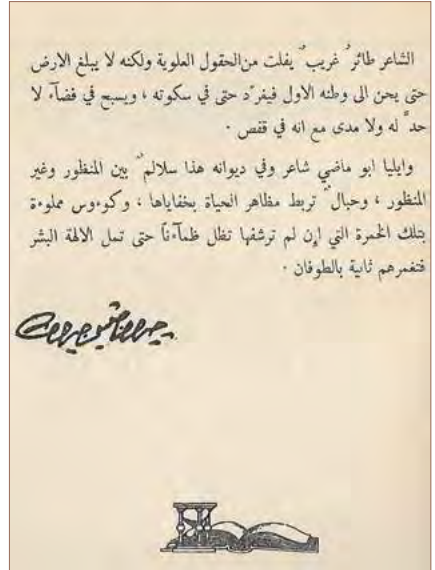 الشاعر طائرٌ غريبٌ يفلت من الحقول العلوية ولكنه لا يبلغ الارض
حتى يحن الى وطنه الاول فيغرّد حتى في سكوته ، ويسبح في فضآء لا
حدَّ له ولا مدى مع انه في قفص ·
وايليا ابو ماضي شاعر وفي ديوانه هذا سلالمٌ بين المنظور وغير
المنظور ، وحبالٌ تربط مظاهر الحياة بخفاياها ، وكوءوس مملوءة
بتلك الخمرة التي إن لم ترشفها تظل ظمآءناً حتى تمل الالهة البشر
فتغمرهم ثانية بالطوفان ·